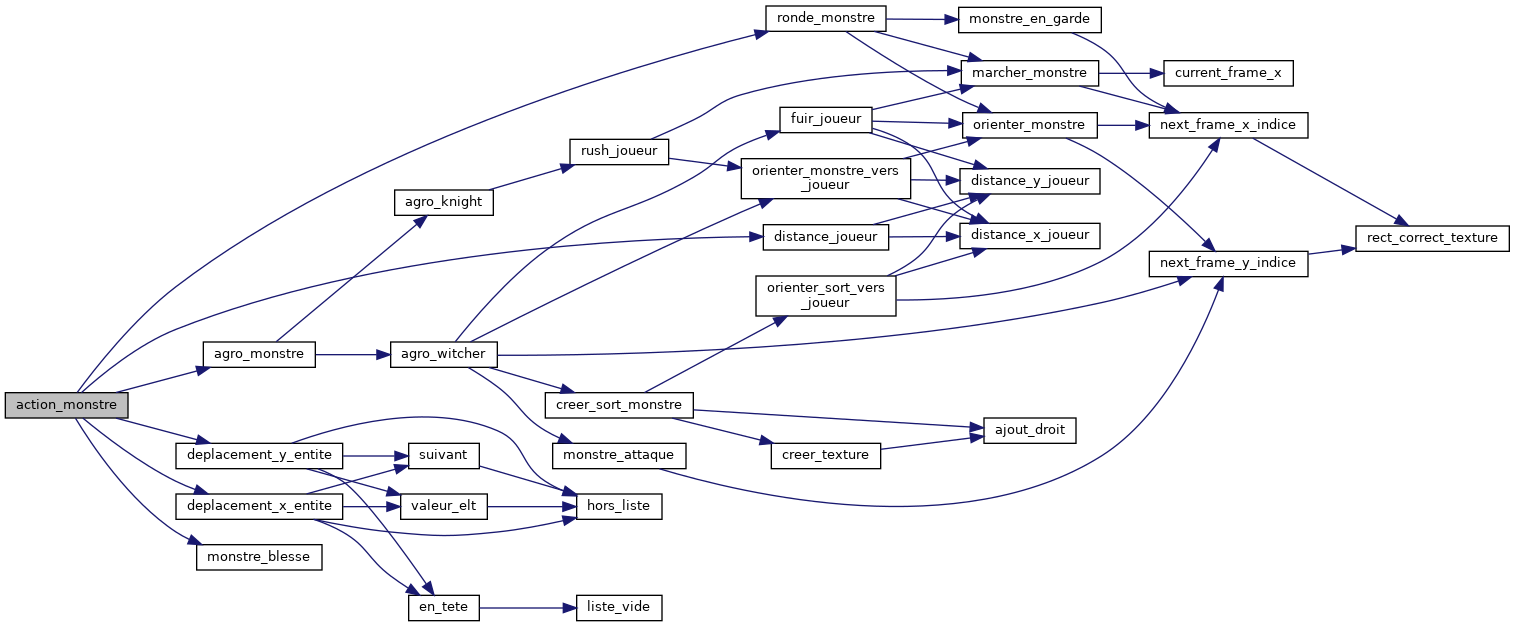 ronde_monstre
monstre_en_garde
marcher_monstre
current_frame_x
fuir_joueur
orienter_monstre
next_frame_x_indice
rush_joueur
orienter_monstre_vers
_joueur
distance_y_joueur
agro_knight
distance_joueur
distance_x_joueur
rect_correct_texture
next_frame_y_indice
orienter_sort_vers
_joueur
agro_monstre
agro_witcher
action_monstre
creer_sort_monstre
ajout_droit
deplacement_y_entite
suivant
monstre_attaque
creer_texture
deplacement_x_entite
valeur_elt
hors_liste
monstre_blesse
en_tete
liste_vide